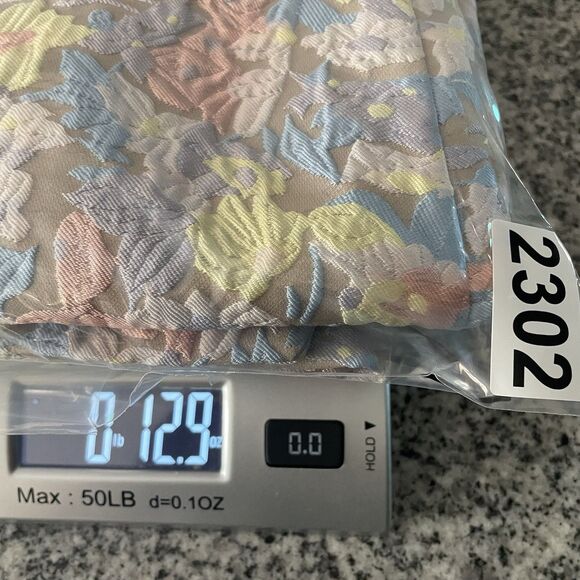 2302
0 lb 12.9 oz
0.0
HOLD ▼
Max : 50LB d=0.1OZ